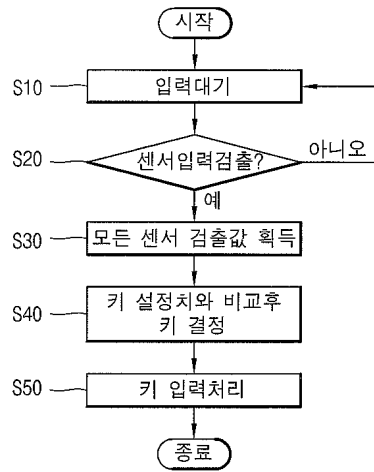 시작
S10
입력대기
S20
센서입력검출?
아니오
예
S30
모든 센서 검출값 획득
S40
키 설정치와 비교후
키 결정
S50
키 입력처리
종료